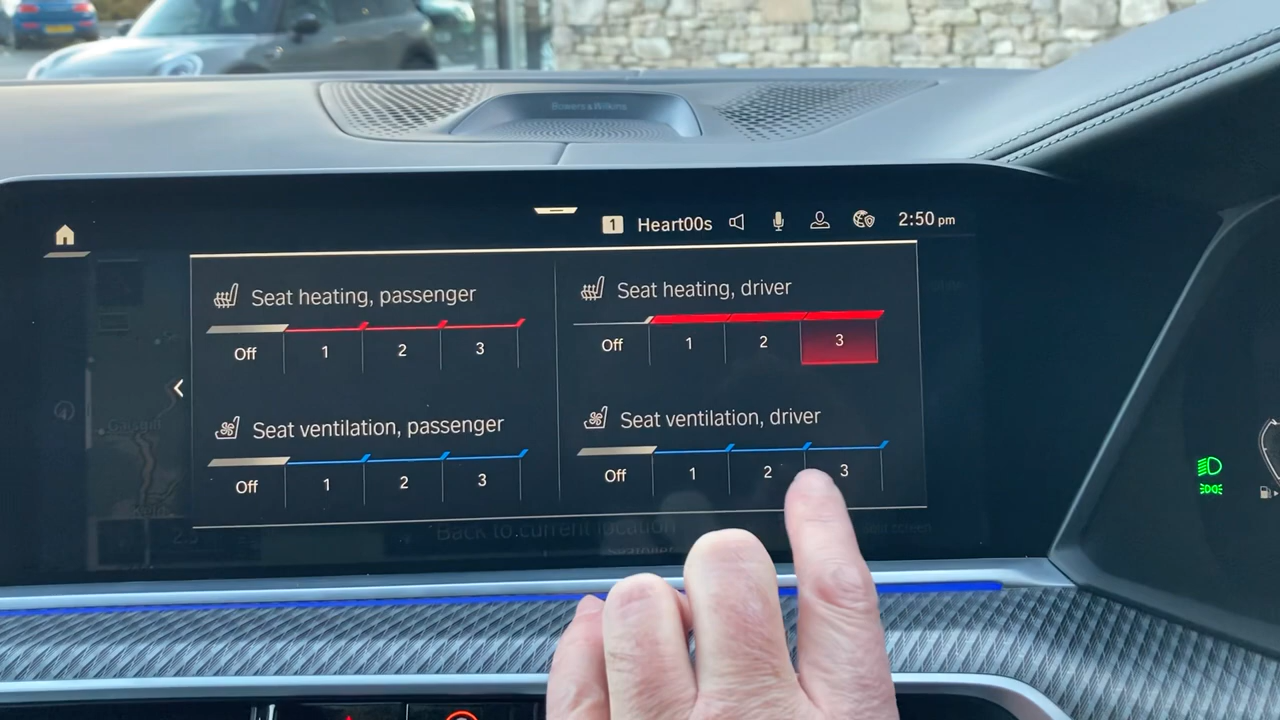 Bowers & Wilkins
1 Heart00s 2:50 pm
Seat heating, passenger
Off 1 2 3
Seat heating, driver
Off 1 2 3
Seat ventilation, passenger
Off 1 2 3
Seat ventilation, driver
Off 1 2 3
Back to current location